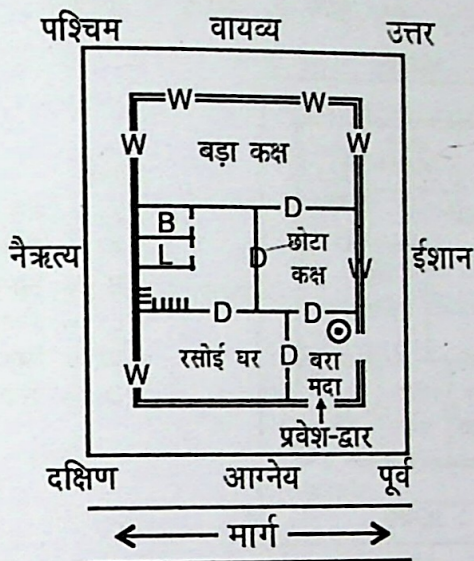 पश्चिम वायव्य उत्तर
W W
W बड़ा कक्ष W
D
B
L D छोटा
नैऋत्य कक्ष W ईशान
D D
रसोई घर D बरा
W मदा
प्रवेश-द्वार
दक्षिण आग्नेय पूर्व
मार्ग